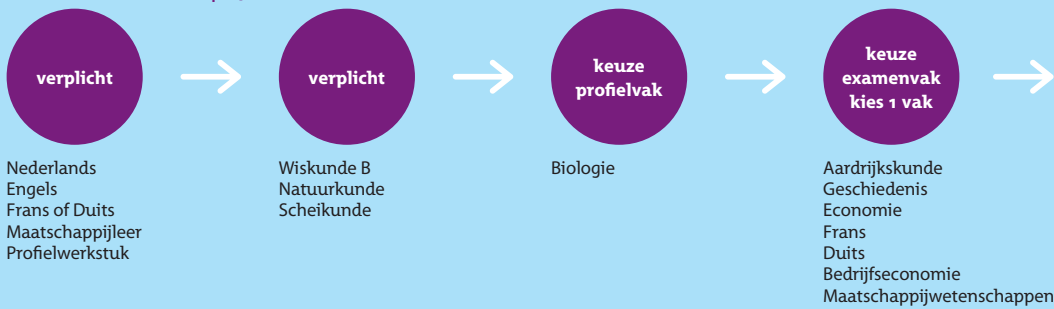 verplicht
Nederlands
Engels
Frans of Duits
Maatschappijleer
Profielwerkstuk
verplicht
Wiskunde B
Natuurkunde
Scheikunde
keuze
profielvak
Biologie
keuze
examenvak
kies 1 vak
Aardrijkskunde
Geschiedenis
Economie
Frans
Duits
Bedrijfseconomie
Maatschappijwetenschappen